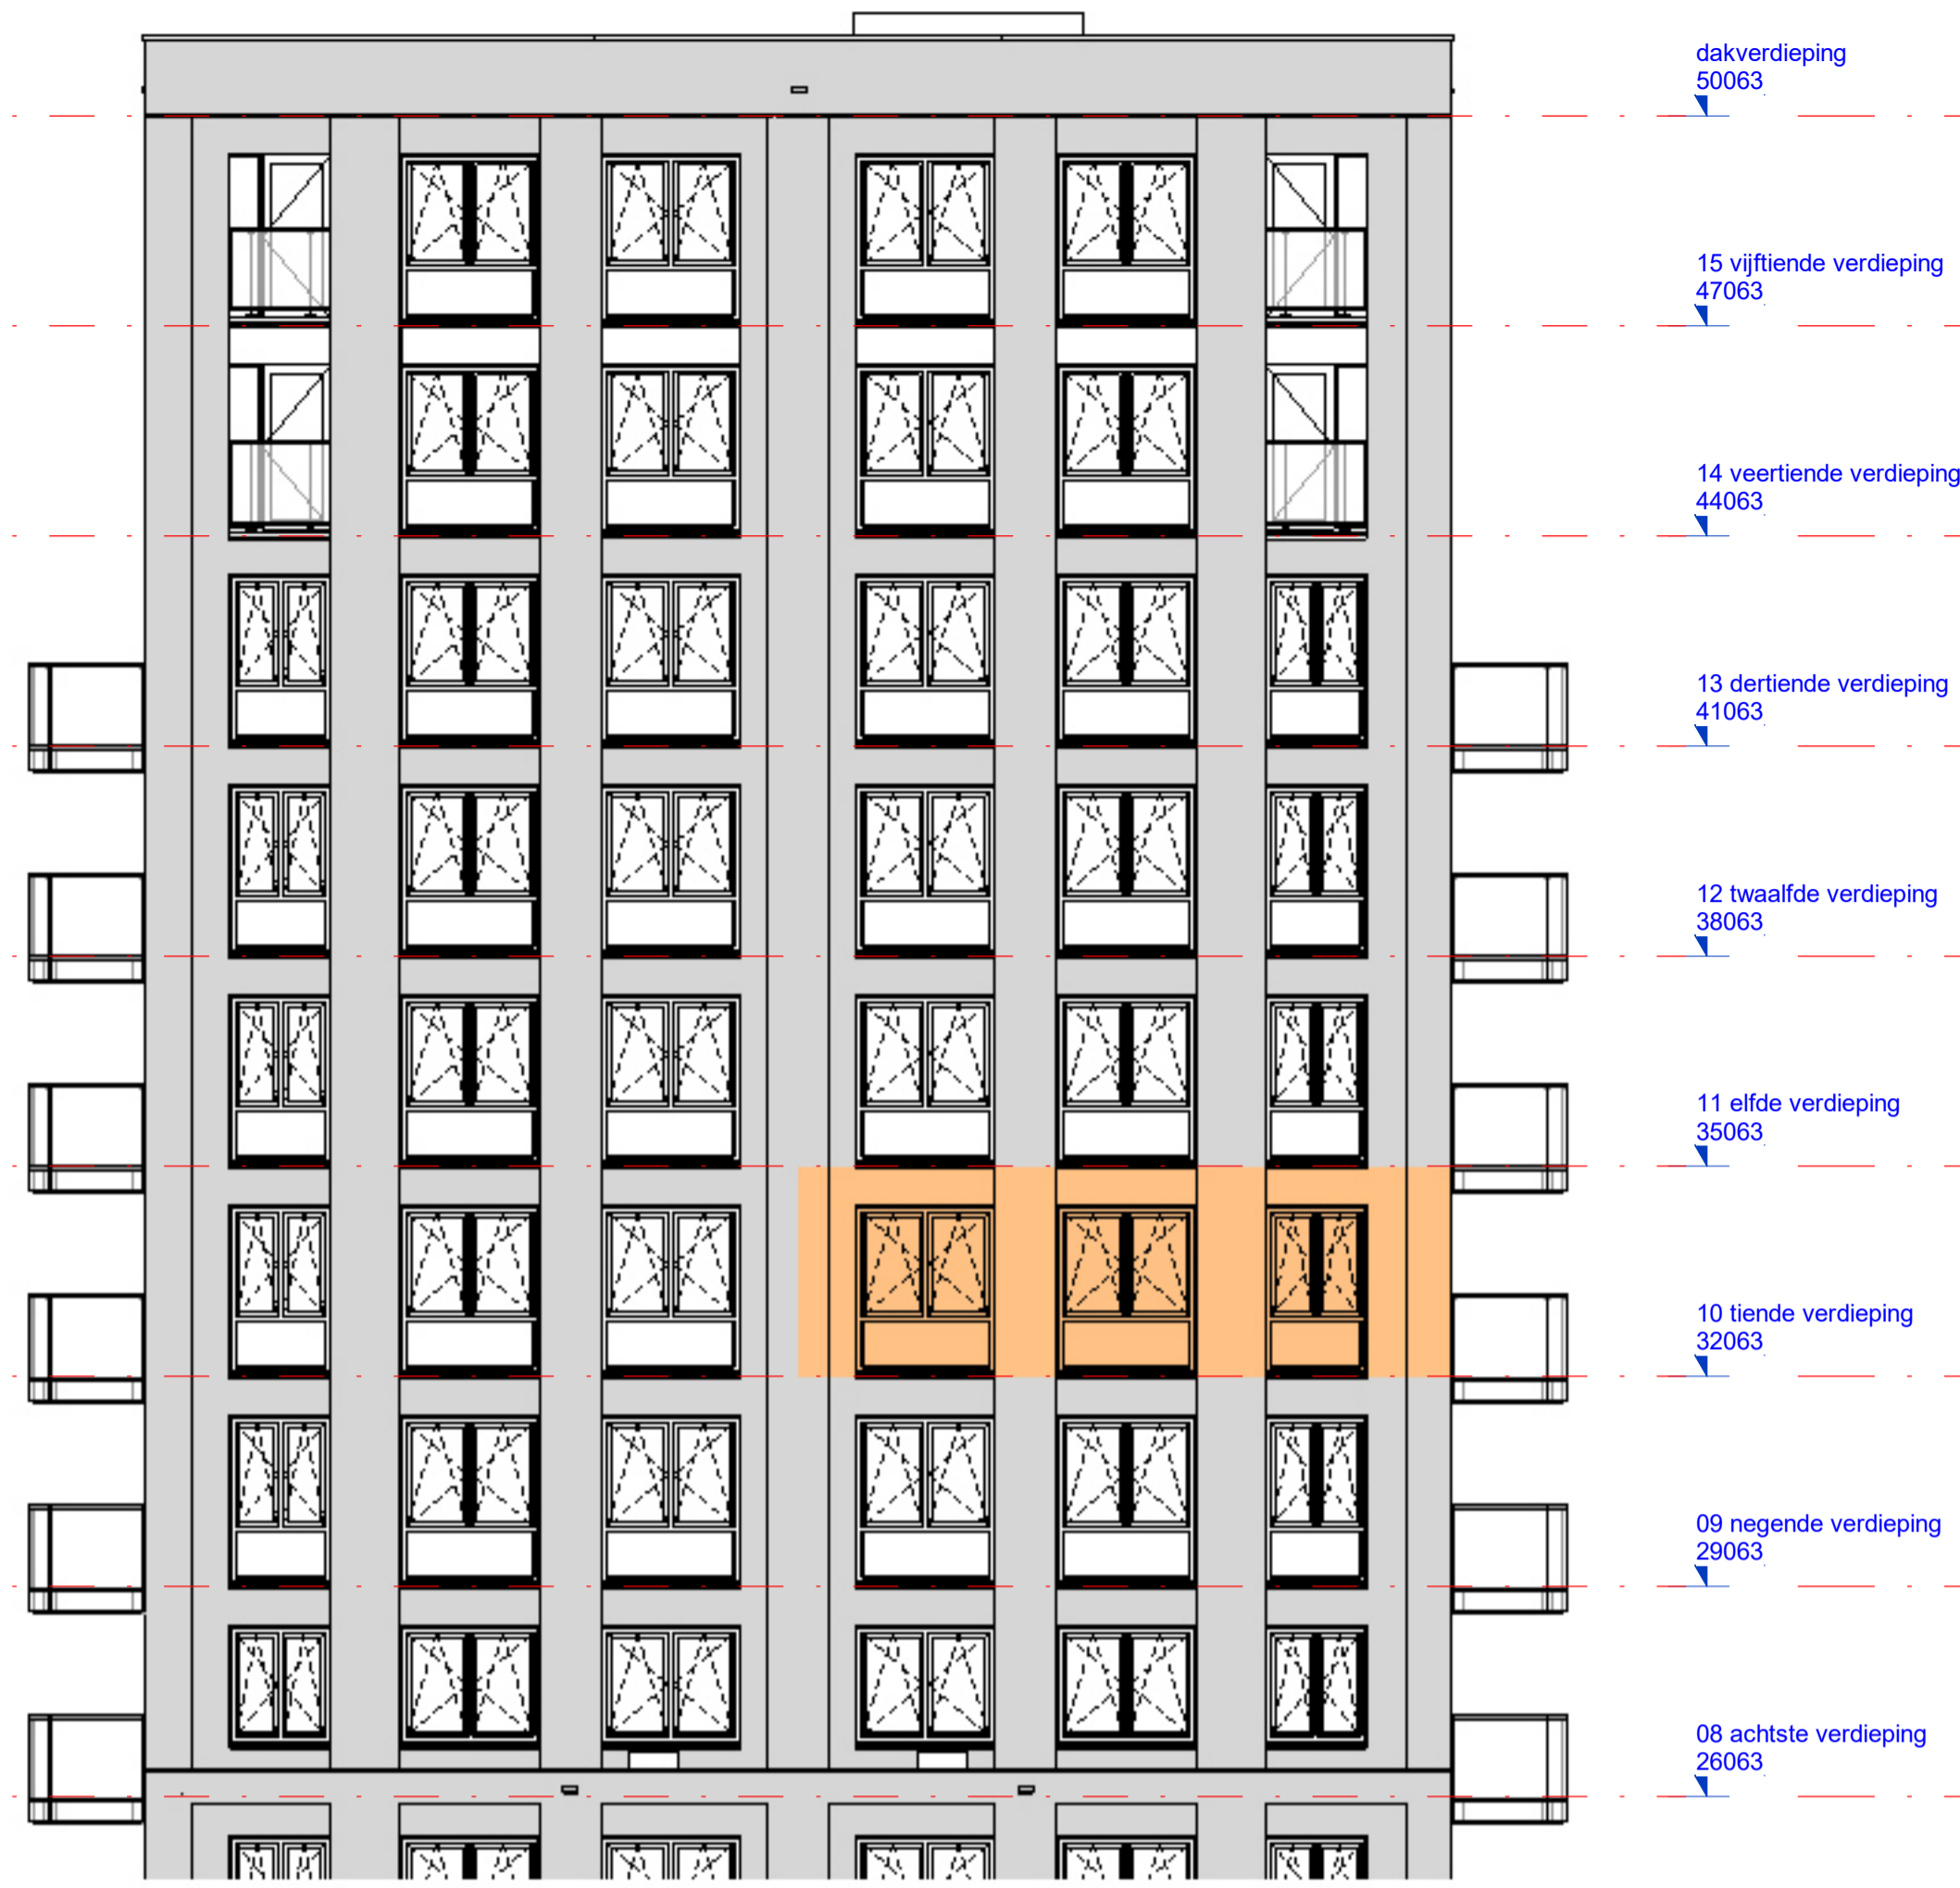 dakverdieping
50063
15 vijftiende verdieping
47063
14 veertiende verdieping
44063
13 dertiende verdieping
41063
12 twaalfde verdieping
38063
11 elfde verdieping
35063
10 tiende verdieping
32063
09 negende verdieping
29063
08 achtste verdieping
26063